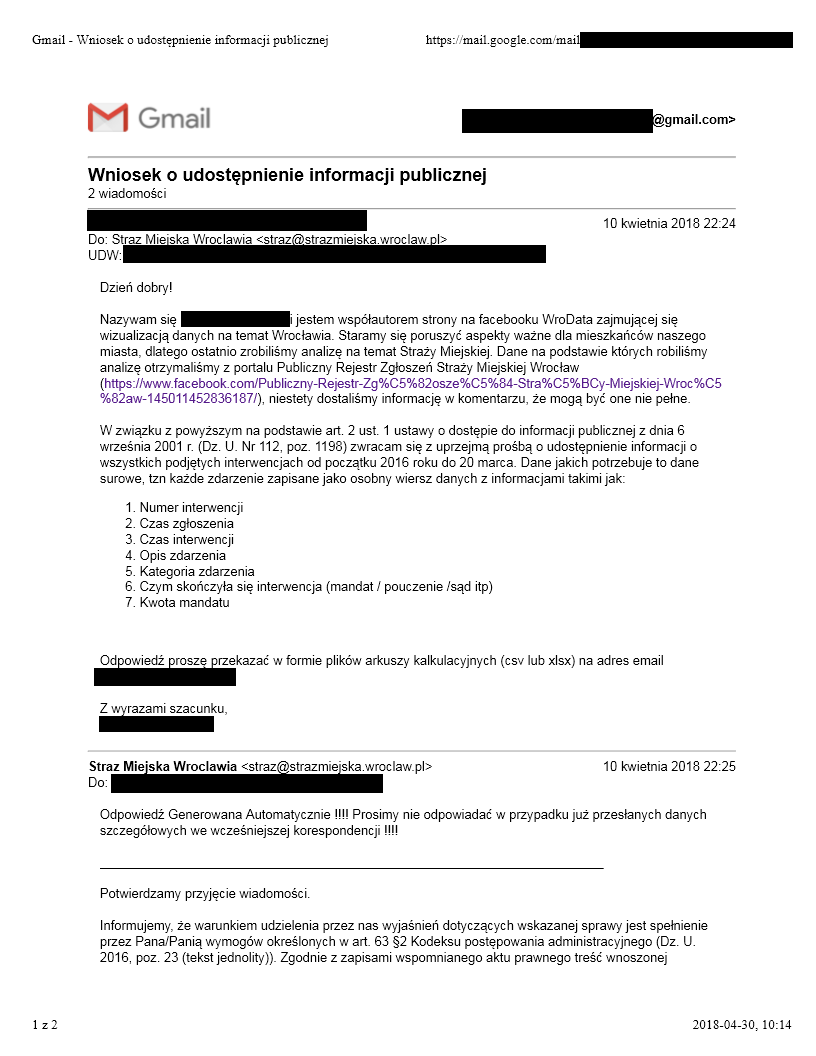 Gmail - Wniosek o udostępnienie informacji publicznej https://mail.google.com/mail
Gmail @gmail.com>
Wniosek o udostępnienie informacji publicznej
2 wiadomości
10 kwietnia 2018 22:24
Do: Straz Miejska Wroclawia <straz@strazmiejska.wroclaw.pl>
UDW:
Dzień dobry!
Nazywam się i jestem współautorem strony na facebooku WroData zajmującej się
wizualizacją danych na temat Wrocławia. Staramy się poruszyć aspekty ważne dla mieszkańców naszego
miasta, dlatego ostatnio zrobiliśmy analizę na temat Straży Miejskiej. Dane na podstawie których robiliśmy
analizę otrzymaliśmy z portalu Publiczny Rejestr Zgłoszeń Straży Miejskiej Wrocław
(https://www.facebook.com/Publiczny-Rejestr-Zg%C5%82osze%C5%84-Stra%C5%BCy-Miejskiej-Wroc%C5
%82aw-145011452836187/), niestety dostaliśmy informację w komentarzu, że mogą być one nie pełne.
W związku z powyższym na podstawie art. 2 ust. 1 ustawy o dostępie do informacji publicznej z dnia 6
września 2001 r. (Dz. U. Nr 112, poz. 1198) zwracam się z uprzejmą prośbą o udostępnienie informacji o
wszystkich podjętych interwencjach od początku 2016 roku do 20 marca. Dane jakich potrzebuje to dane
surowe, tzn każde zdarzenie zapisane jako osobny wiersz danych z informacjami takimi jak:
1. Numer interwencji
2. Czas zgłoszenia
3. Czas interwencji
4. Opis zdarzenia
5. Kategoria zdarzenia
6. Czym skończyła się interwencja (mandat / pouczenie /sąd itp)
7. Kwota mandatu
Odpowiedź proszę przekazać w formie plików arkuszy kalkulacyjnych (csv lub xlsx) na adres email
Z wyrazami szacunku,
Straz Miejska Wroclawia <straz@strazmiejska.wroclaw.pl> 10 kwietnia 2018 22:25
Do:
Odpowiedź Generowana Automatycznie !!!! Prosimy nie odpowiadać w przypadku już przesłanych danych
szczegółowych we wcześniejszej korespondencji !!!!
Potwierdzamy przyjęcie wiadomości.
Informujemy, że warunkiem udzielenia przez nas wyjaśnień dotyczących wskazanej sprawy jest spełnienie
przez Pana/Panią wymogów określonych w art. 63 §2 Kodeksu postępowania administracyjnego (Dz. U.
2016, poz. 23 (tekst jednolity)). Zgodnie z zapisami wspomnianego aktu prawnego treść wnoszonej
1 z 2 2018-04-30, 10:14